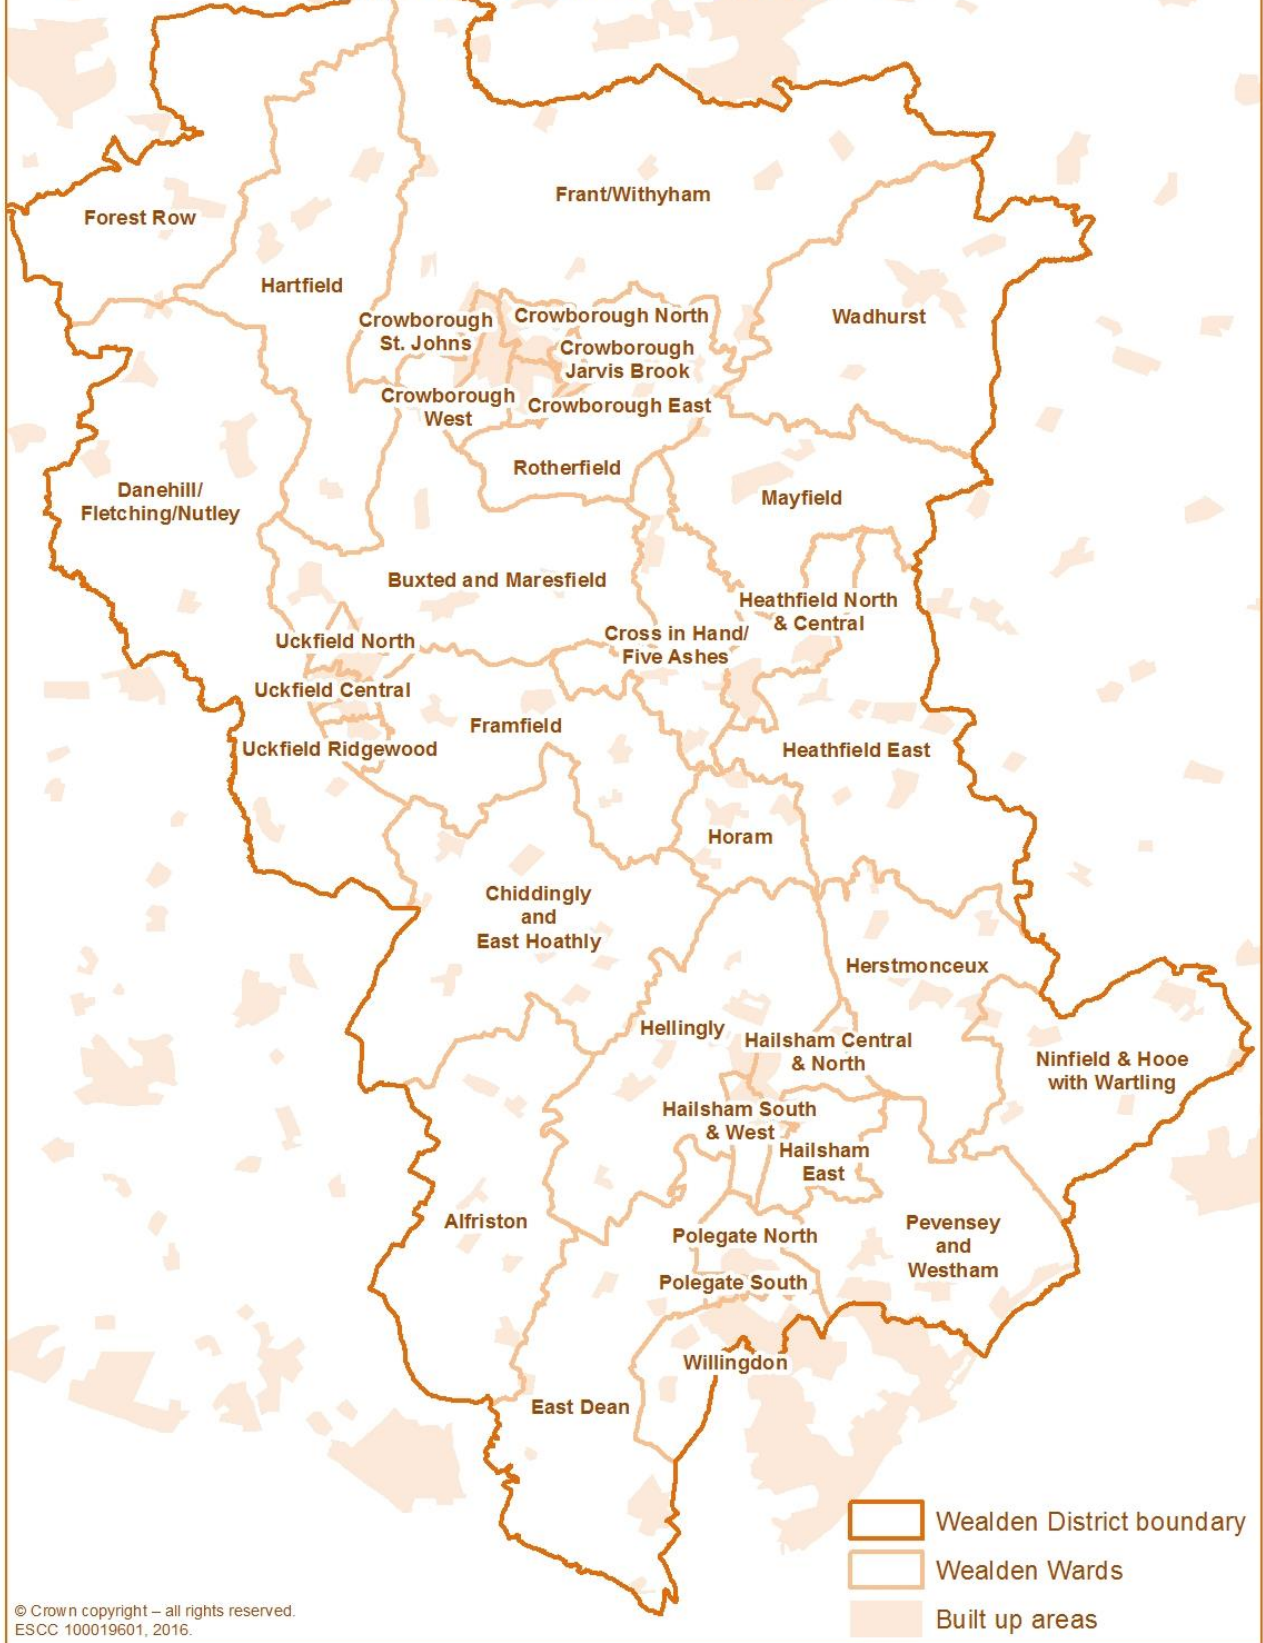 Frant/Withyham
Forest Row
Hartfield
Wadhurst
Crowborough
St. Johns
Crowborough North
Crowborough
Jarvis Brook
Crowborough
West
Crowborough East
Rotherfield
Mayfield
Danehill/
Fletching/Nutley
Buxted and Maresfield
Heathfield North
& Central
Uckfield North
Cross in Hand/
Five Ashes
Uckfield Central
Framfield
Uckfield Ridgewood
Heathfield East
Horam
Chiddingly
and
East Hoathly
Herstmonceux
Hellingly
Hailsham Central
& North
Ninfield & Hooe
with Wartling
Hailsham South
& West
Hailsham
East
Alfriston
Polegate North
Pevensey
and
Westham
Polegate South
Willingdon
East Dean
Wealden District boundary
Wealden Wards
Built up areas
© Crown copyright – all rights reserved.
ESCC 100019601, 2016.